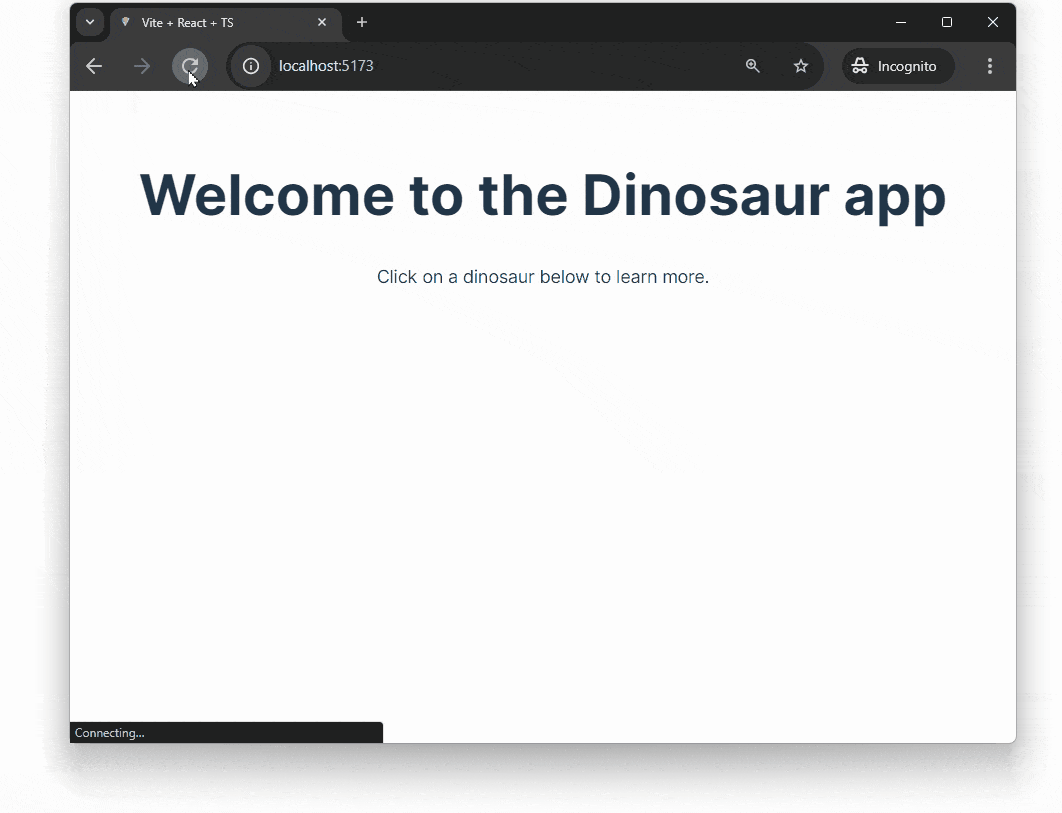 Vite + React + TS
localhost:5173
Incognito
Welcome to the Dinosaur app
Click on a dinosaur below to learn more.
Connecting...